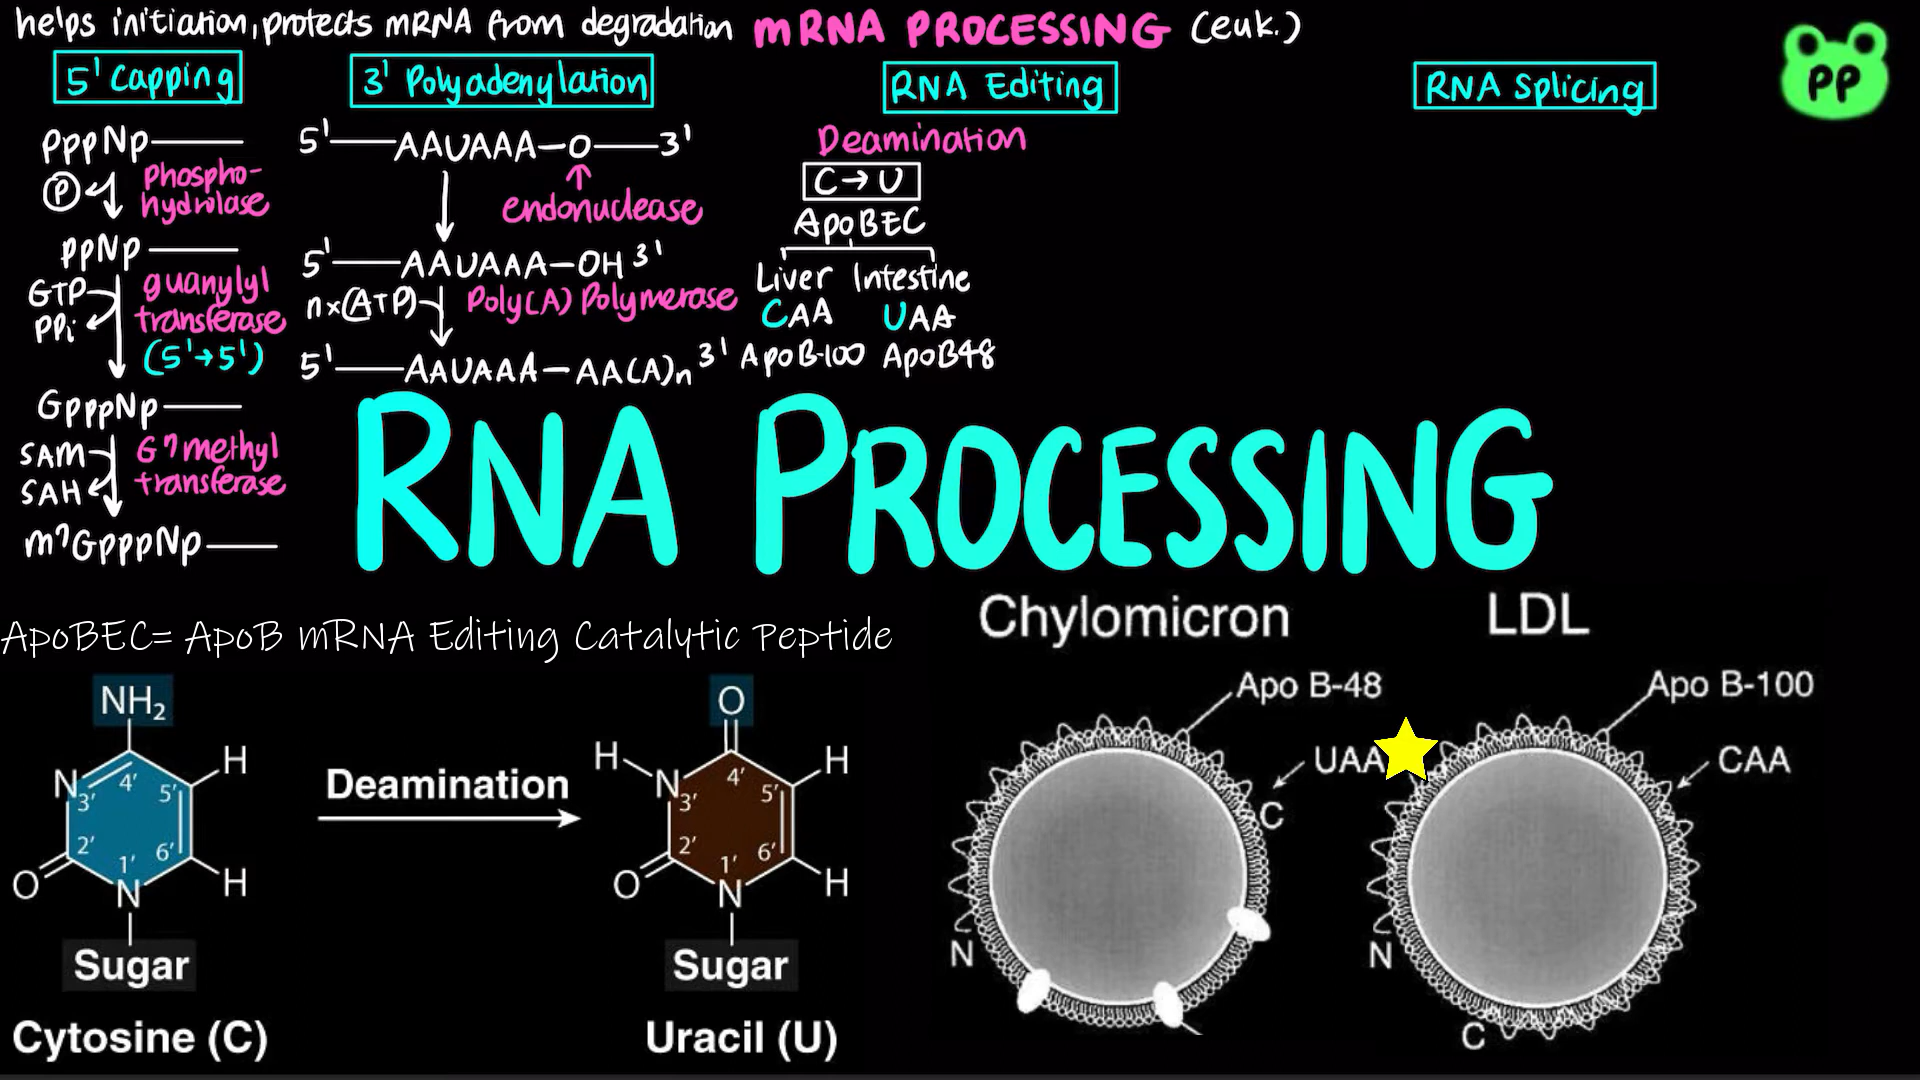 helps initiation, protects mRNA from degradation mRNA PROCESSING (euk.)
PP
5' Capping
3' Polyadenylation
RNA Editing
RNA Splicing
PppNp
P
Phospho-
hydrolase
ppNp
GTP
PPi
guanylyl
transferase
(5'→5')
GpppNp
SAM
SAH
G7 methyl
transferase
m7GpppNp
5' AAUAAA-O 3'
endonuclease
5' AAUAAA-OH 3'
n×(ATP)
Poly(A) Polymerase
5' AAUAAA-AA(A)n 3'
Deamination
C→U
ApoBEC
Liver Intestine
CAA UAA
ApoB-100 ApoB48
RNA PROCESSING
ApoBEC= ApoB mRNA Editing Catalytic Peptide
NH2
N
3'
4'
5'
2'
1'
6'
H
H
O
N
Sugar
Cytosine (C)
Deamination
O
H
N
3'
4'
5'
2'
1'
6'
H
H
O
N
Sugar
Uracil (U)
Chylomicron
Apo B-48
UAA
C
N
LDL
Apo B-100
CAA
N
C